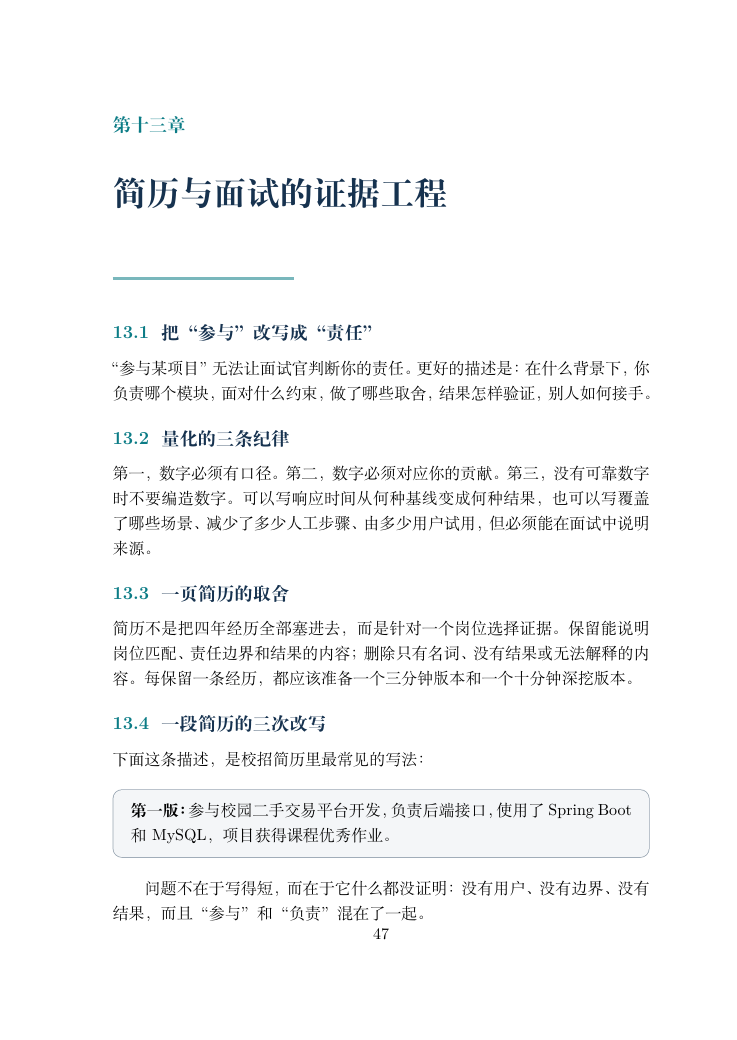 第十三章
简历与面试的证据工程
13.1 把“参与”改写成“责任”
“参与某项目”无法让面试官判断你的责任。更好的描述是：在什么背景下，你
负责哪个模块，面对什么约束，做了哪些取舍，结果怎样验证，别人如何接手。
13.2 量化的三条纪律
第一，数字必须有口径。第二，数字必须对应你的贡献。第三，没有可靠数字
时不要编造数字。可以写响应时间从何种基线变成何种结果，也可以写覆盖
了哪些场景、减少了多少人工步骤、由多少用户试用，但必须能在面试中说明
来源。
13.3 一页简历的取舍
简历不是把四年经历全部塞进去，而是针对一个岗位选择证据。保留能说明
岗位匹配、责任边界和结果的内容；删除只有名词、没有结果或无法解释的内
容。每保留一条经历，都应该准备一个三分钟版本和一个十分钟深挖版本。
13.4 一段简历的三次改写
下面这条描述，是校招简历里最常见的写法：
第一版：参与校园二手交易平台开发，负责后端接口，使用了 Spring Boot
和 MySQL，项目获得课程优秀作业。
问题不在于写得短，而在于它什么都没证明：没有用户、没有边界、没有
结果，而且“参与”和“负责”混在了一起。
47